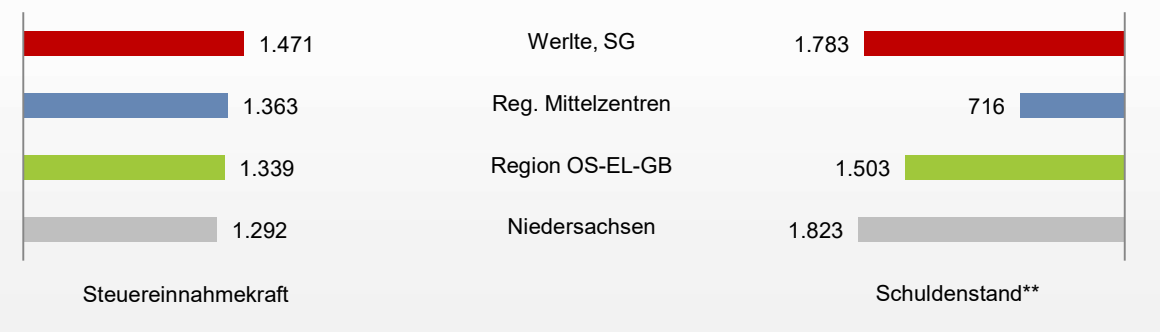 1.471 Werlte, SG 1.783
1.363 Reg. Mittelzentren 716
1.339 Region OS-EL-GB 1.503
1.292 Niedersachsen 1.823
Steuereinnahmekraft Schuldenstand**